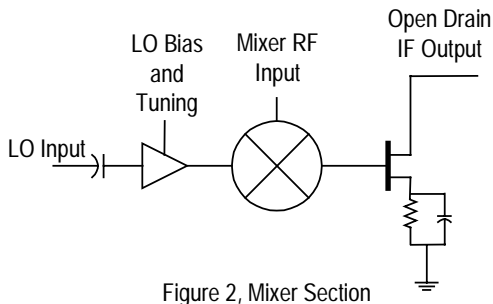 Open Drain
IF Output
LO Bias
and
Tuning
Mixer RF
Input
LO Input
Figure 2, Mixer Section